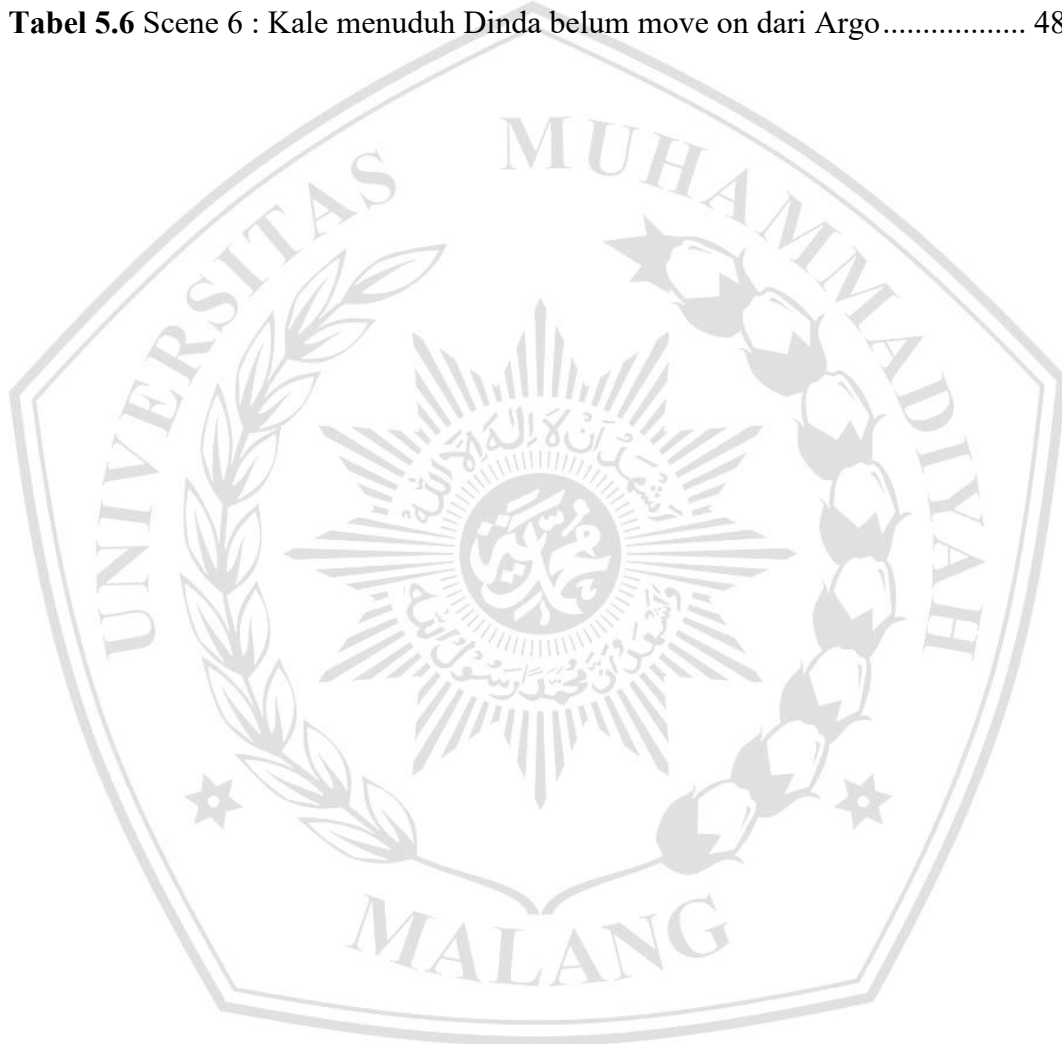 Tabel 5.6 Scene 6 : Kale menuduh Dinda belum move on dari Argo.................. 48
UNIVERSITAS MUHAMMADIYAH
MALANG